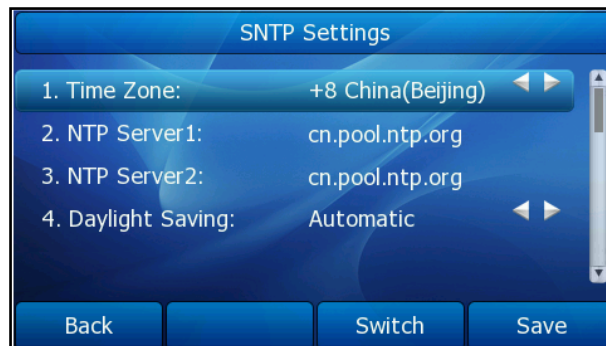 SNTP Settings
1. Time Zone: +8 China(Beijing)
2. NTP Server1: cn.pool.ntp.org
3. NTP Server2: cn.pool.ntp.org
4. Daylight Saving: Automatic
Back Switch Save